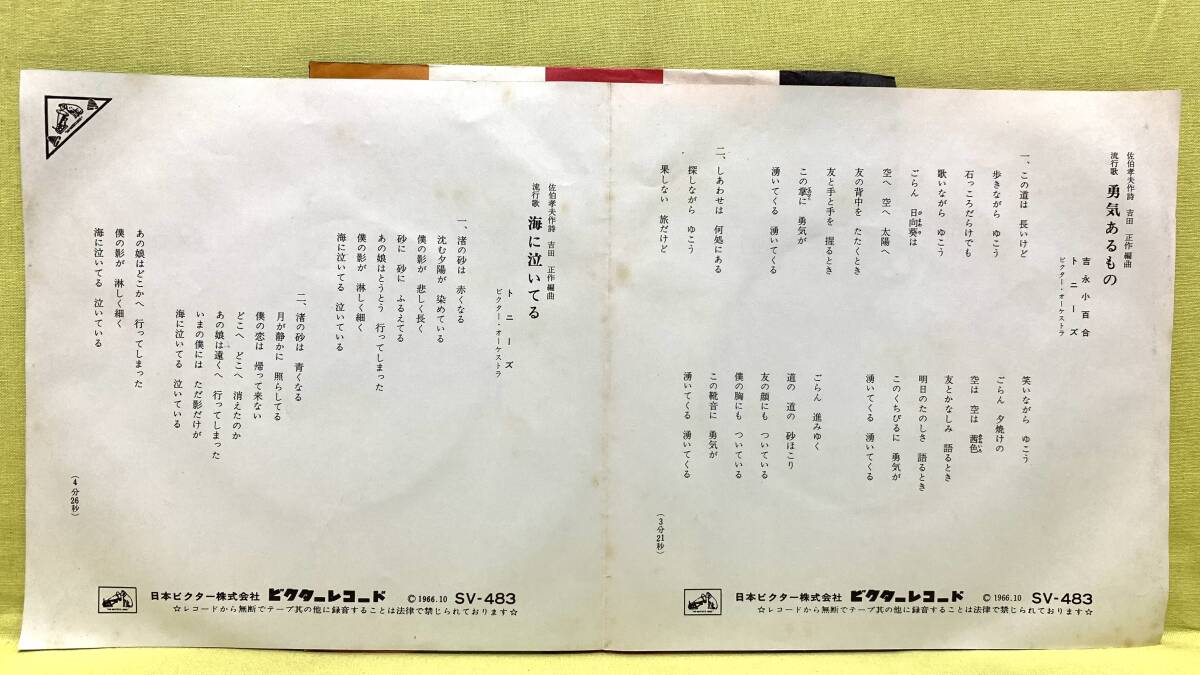 佐伯孝夫作詩 吉田 正作編曲
流行歌 勇気あるもの
吉永小百合
トニーズ
ビクター・オーケストラ
一、この道は 長いけど
歩きながら ゆこう
石っころだらけでも
歌いながら ゆこう
ごらん 日向葵は
空へ 空へ 太陽へ
友の背中を たたくとき
友と手と手を 握るとき
この掌に 勇気が
湧いてくる 湧いてくる
二、しあわせは 何処にある
探しながら ゆこう
果しない 旅だけど
笑いながら ゆこう
ごらん 夕焼けの
空は 空は 茜色
友とかなしみ 語るとき
明日のたのしさ 語るとき
このくちびるに 勇気が
湧いてくる 湧いてくる
ごらん 進みゆく
道の 道の 砂ほこり
友の顔にも ついている
僕の胸にも ついている
この靴音に 勇気が
湧いてくる 湧いてくる
(3分21秒)
日本ビクター株式会社 ビクターレコード ©1966.10 SV-483
☆レコードから無断でテープ其の他に録音することは法律で禁じられております☆
佐伯孝夫作詩 吉田 正作編曲
流行歌 海に泣いてる
トニーズ
ビクター・オーケストラ
一、渚の砂は 赤くなる
沈む夕陽が 染めている
僕の影が 悲しく長く
砂に 砂に ふるえてる
あの娘はとうとう 行ってしまった
僕の影が 淋しく細く
海に泣いてる 泣いている
二、渚の砂は 青くなる
月が静かに 照らしてる
僕の恋は 帰って来ない
どこへ どこへ 消えたのか
あの娘は遠くへ 行ってしまった
いまの僕には ただ影だけが
海に泣いてる 泣いている
あの娘はどこかへ 行ってしまった
僕の影が 淋しく細く
海に泣いてる 泣いている
(4分26秒)
日本ビクター株式会社 ビクターレコード ©1966.10 SV-483
☆レコードから無断でテープ其の他に録音することは法律で禁じられております☆